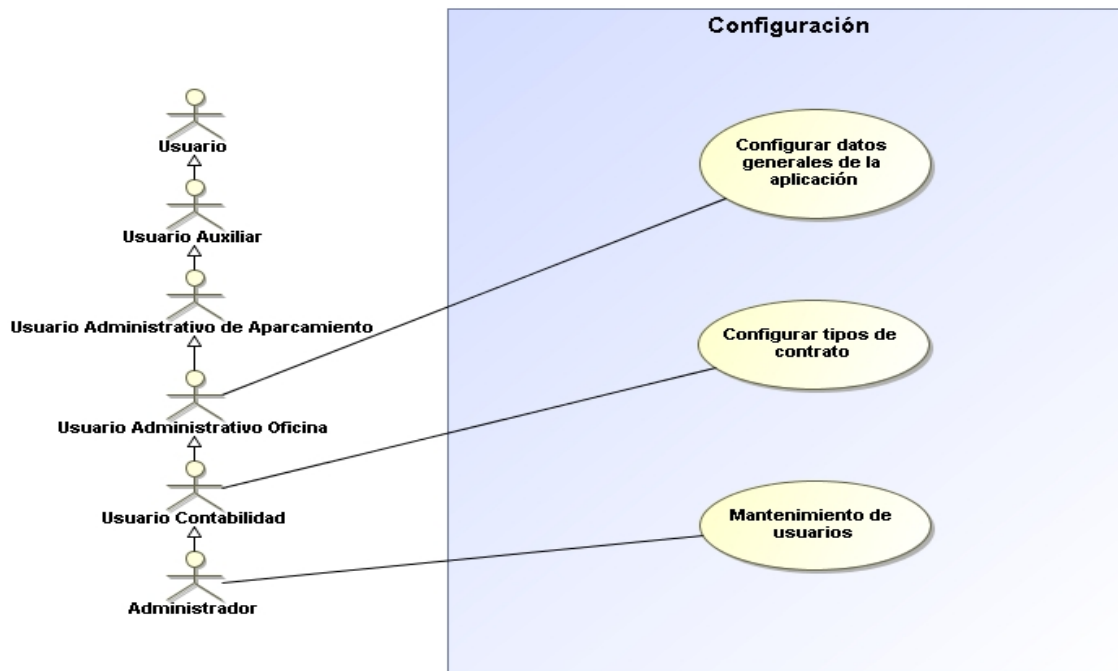 Configuración
Usuario
Usuario Auxiliar
Usuario Administrativo de Aparcamiento
Usuario Administrativo Oficina
Usuario Contabilidad
Administrador
Configurar datos
generales de la
aplicación
Configurar tipos de
contrato
Mantenimiento de
usuarios